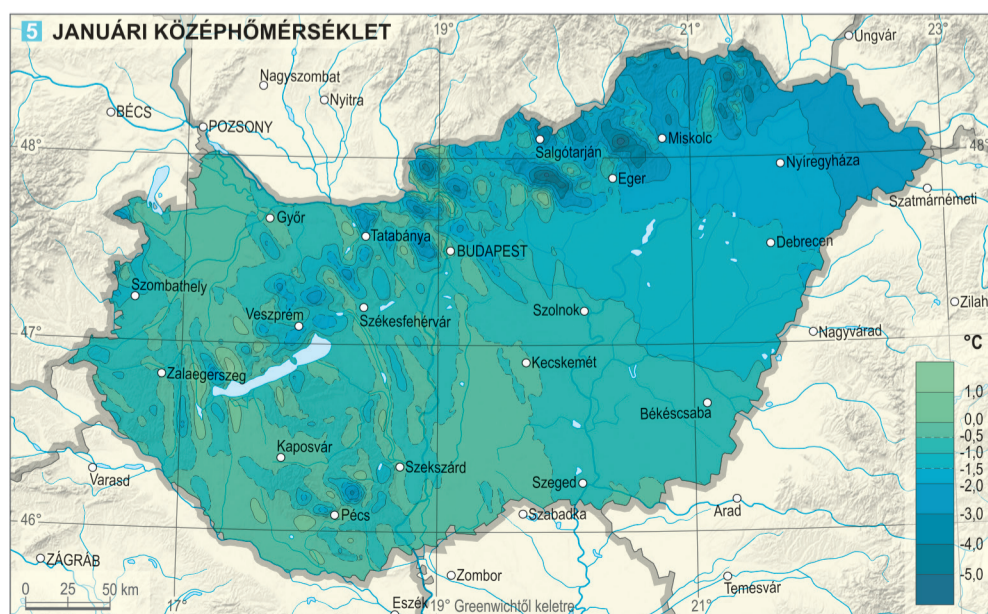 5 JANUÁRI KÖZÉPHŐMÉRSÉKLET
19°
21°
23°
Ungvár
Nagyszombat
Nyitra
BÉCS
POZSONY
48°
Salgótarján
Miskolc
48°
Nyíregyháza
Eger
Szatmárnémeti
Győr
Tatabánya
BUDAPEST
Debrecen
Szombathely
Veszprém
Székesfehérvár
Szolnok
Zilah
47°
Nagyvárad
47°
°C
Zalaegerszeg
Kecskemét
Békéscsaba
1,0
0,0
-0,5
-1,0
-1,5
-2,0
-3,0
-4,0
-5,0
Kaposvár
Szekszárd
Varasd
Szeged
Pécs
Szabadka
Arad
46°
46°
ZÁGRÁB
Zombor
Temesvár
0 25 50 km
17°
Eszék
19° Greenwichtől keletre
21°